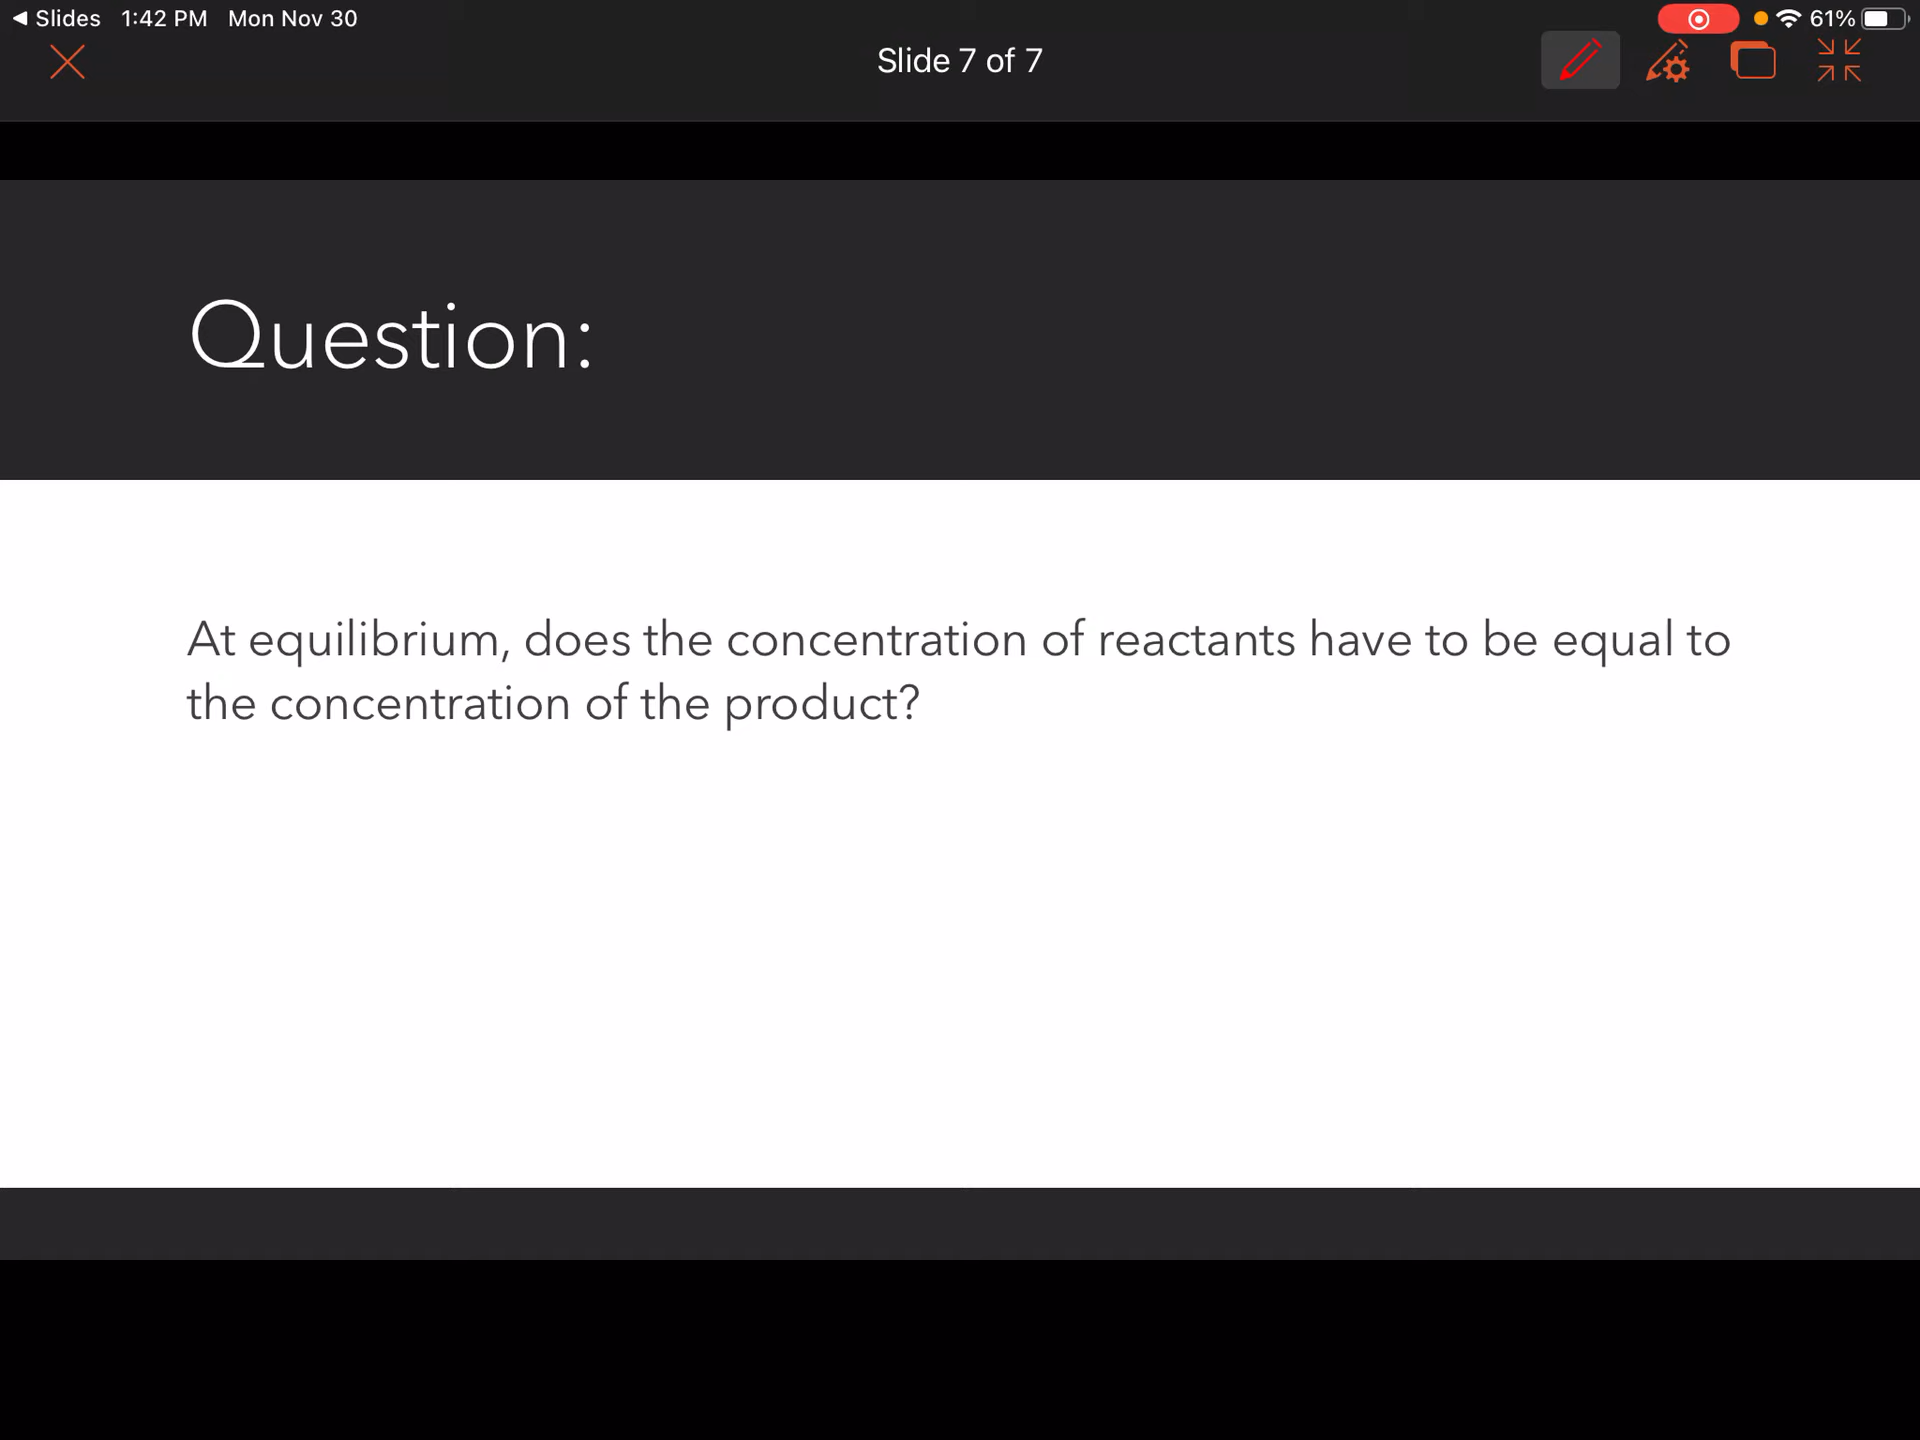 ◀ Slides 1:42 PM Mon Nov 30 61%
Slide 7 of 7
Question:
At equilibrium, does the concentration of reactants have to be equal to
the concentration of the product?